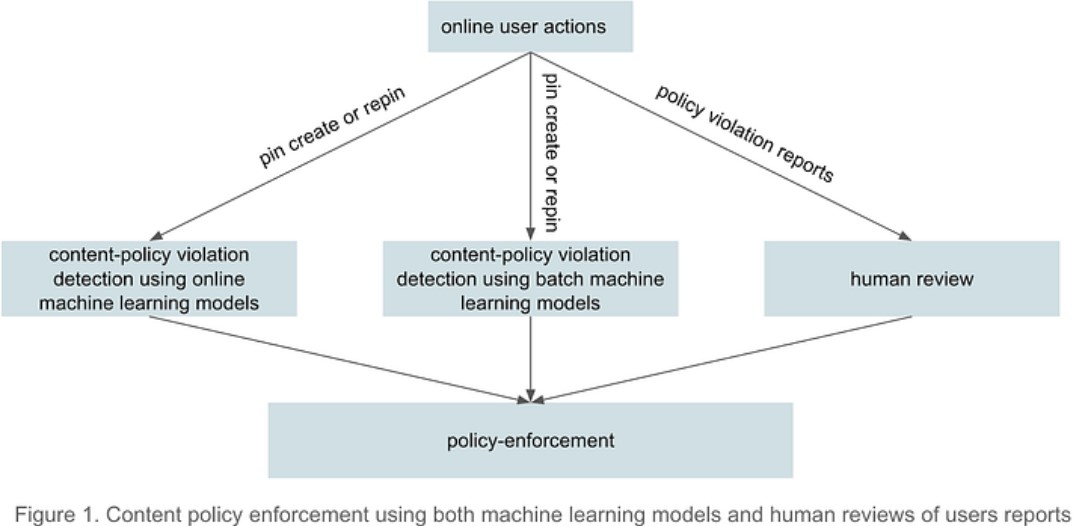 online user actions
pin create or repin
pin create or repin
policy violation reports
content-policy violation
detection using online
machine learning models
content-policy violation
detection using batch machine
learning models
human review
policy-enforcement
Figure 1. Content policy enforcement using both machine learning models and human reviews of users reports